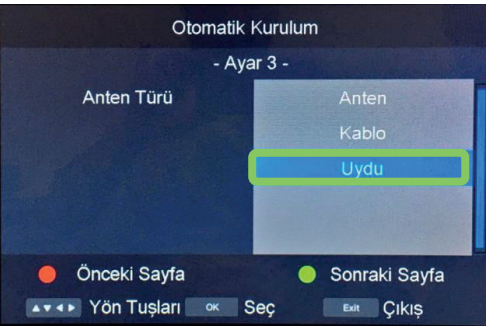 Otomatik Kurulum
- Ayar 3 -
Anten Türü Anten
Kablo
Uydu
Önceki Sayfa Sonraki Sayfa
Yön Tuşları OK Seç Exit Çıkış